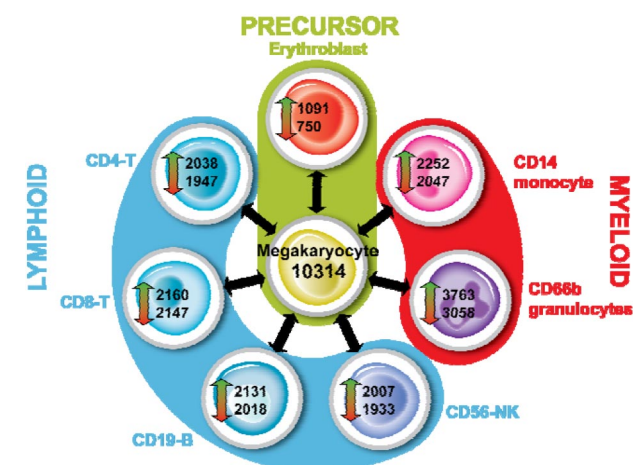 PRECURSOR
Erythroblast
1091
750
CD4-T
2038
1947
2252
2047
CD14
monocyte
LYMPHOID
MYELOID
Megakaryocyte
10314
CD8-T
2160
2147
3763
3058
CD66b
granulocytes
2131
2018
CD19-B
2007
1933
CD56-NK